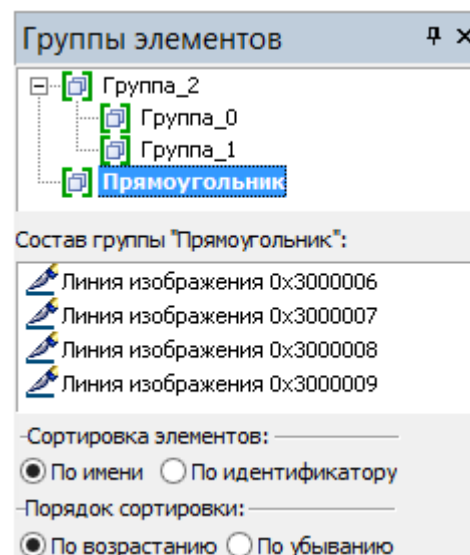 Группы элементов
Группа_2
Группа_0
Группа_1
Прямоугольник
Состав группы "Прямоугольник":
Линия изображения 0x3000006
Линия изображения 0x3000007
Линия изображения 0x3000008
Линия изображения 0x3000009
Сортировка элементов:
По имени По идентификатору
Порядок сортировки:
По возрастанию По убыванию